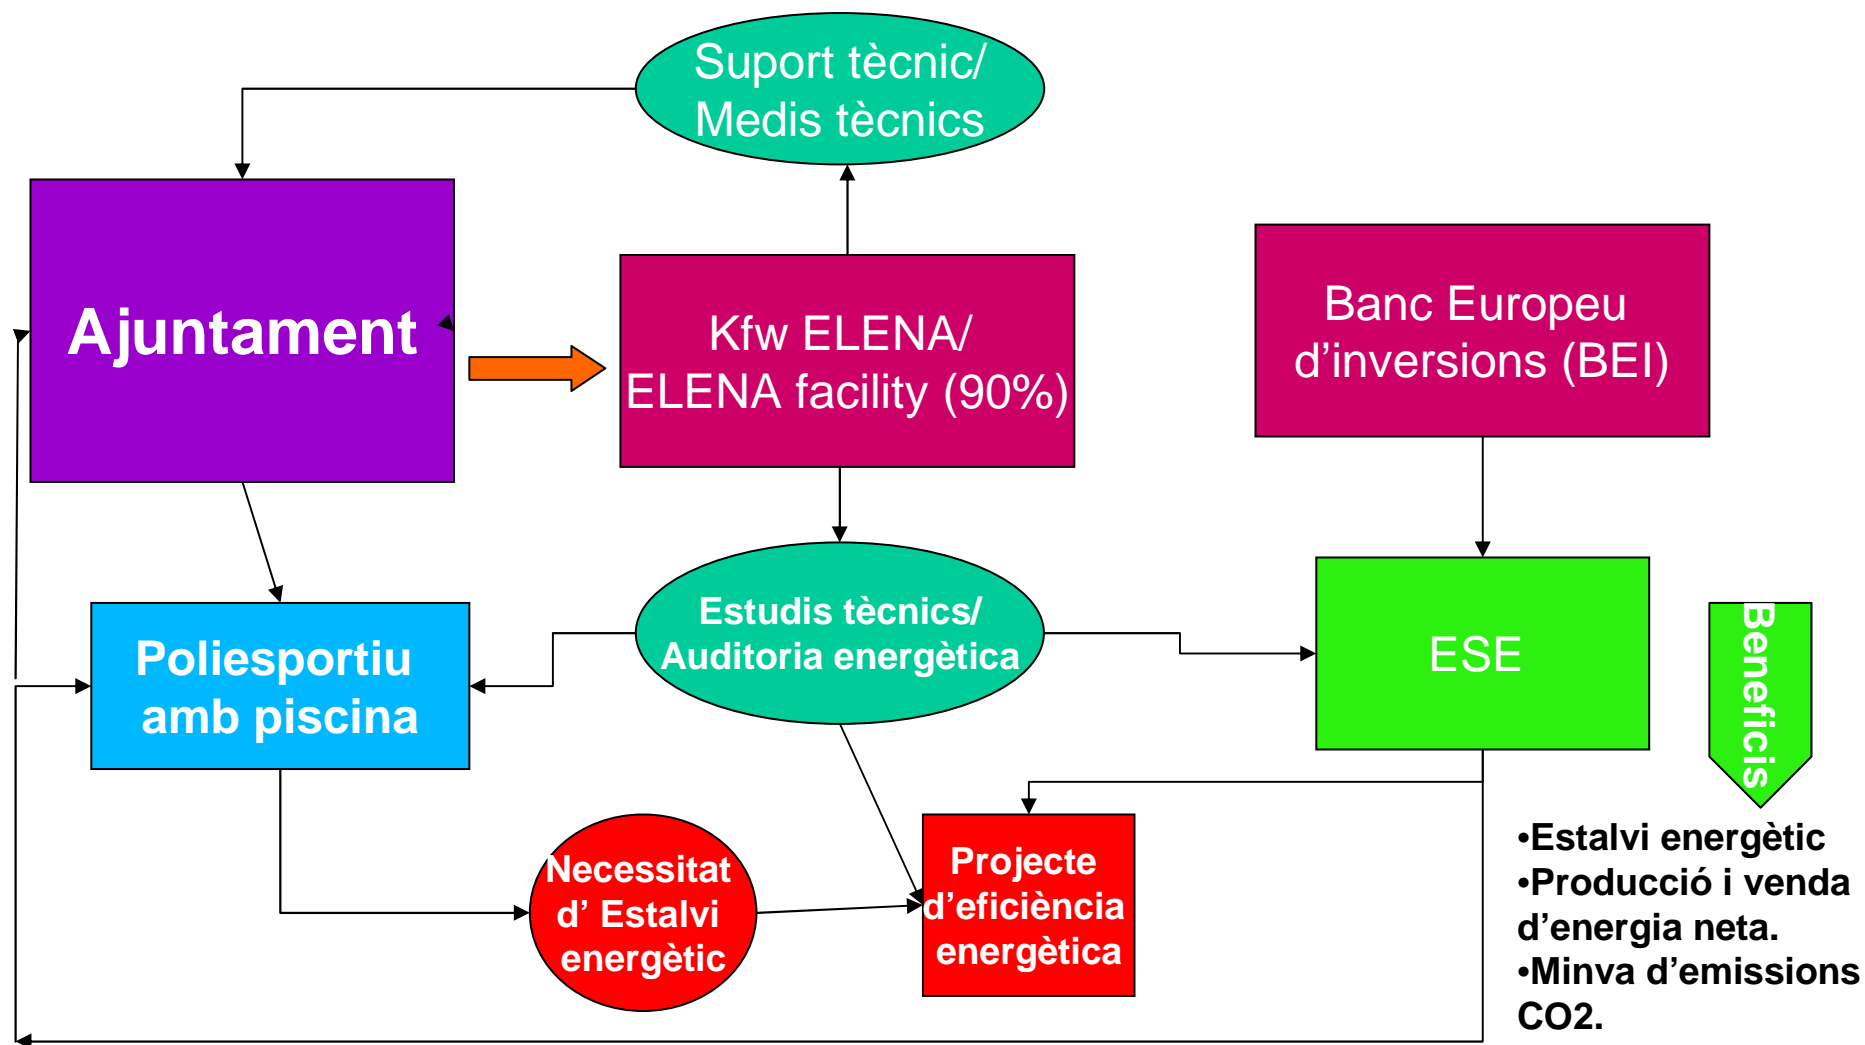 Suport tècnic/
Medis tècnics
Ajuntament
Kfw ELENA/
ELENA facility (90%)
Banc Europeu
d’inversions (BEI)
Poliesportiu
amb piscina
Estudis tècnics/
Auditoria energètica
ESE
Beneficis
Necessitat
d’ Estalvi
energètic
Projecte
d’eficiència
energètica
•Estalvi energètic
•Producció i venda
d’energia neta.
•Minva d’emissions
CO2.